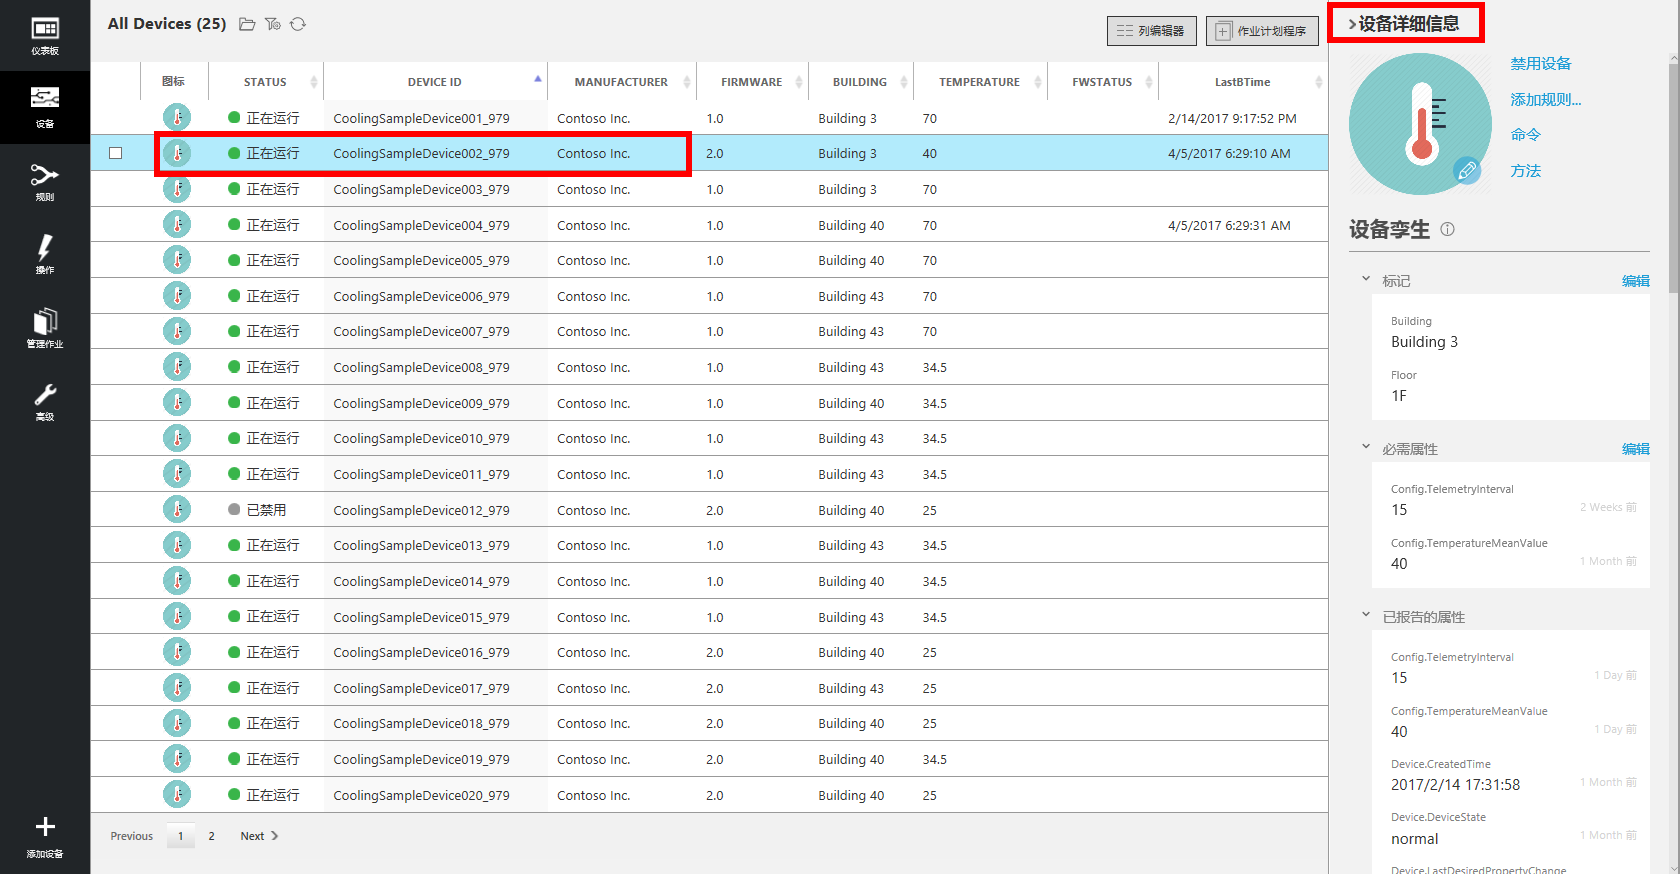 仪表板
设备
规则
操作
管理作业
高级
添加设备
All Devices (25)
列编辑器
作业计划程序
图标 STATUS DEVICE ID MANUFACTURER FIRMWARE BUILDING TEMPERATURE FWSTATUS LastBTime
正在运行 CoolingSampleDevice001_979 Contoso Inc. 1.0 Building 3 70 2/14/2017 9:17:52 PM
正在运行 CoolingSampleDevice002_979 Contoso Inc. 2.0 Building 3 40 4/5/2017 6:29:10 AM
正在运行 CoolingSampleDevice003_979 Contoso Inc. 1.0 Building 3 70
正在运行 CoolingSampleDevice004_979 Contoso Inc. 1.0 Building 40 70 4/5/2017 6:29:31 AM
正在运行 CoolingSampleDevice005_979 Contoso Inc. 1.0 Building 40 70
正在运行 CoolingSampleDevice006_979 Contoso Inc. 1.0 Building 43 70
正在运行 CoolingSampleDevice007_979 Contoso Inc. 1.0 Building 43 70
正在运行 CoolingSampleDevice008_979 Contoso Inc. 1.0 Building 43 34.5
正在运行 CoolingSampleDevice009_979 Contoso Inc. 1.0 Building 40 34.5
正在运行 CoolingSampleDevice010_979 Contoso Inc. 1.0 Building 43 34.5
正在运行 CoolingSampleDevice011_979 Contoso Inc. 1.0 Building 43 34.5
已禁用 CoolingSampleDevice012_979 Contoso Inc. 2.0 Building 40 25
正在运行 CoolingSampleDevice013_979 Contoso Inc. 1.0 Building 43 34.5
正在运行 CoolingSampleDevice014_979 Contoso Inc. 1.0 Building 40 34.5
正在运行 CoolingSampleDevice015_979 Contoso Inc. 1.0 Building 43 34.5
正在运行 CoolingSampleDevice016_979 Contoso Inc. 2.0 Building 40 25
正在运行 CoolingSampleDevice017_979 Contoso Inc. 2.0 Building 43 25
正在运行 CoolingSampleDevice018_979 Contoso Inc. 2.0 Building 40 25
正在运行 CoolingSampleDevice019_979 Contoso Inc. 2.0 Building 40 34.5
正在运行 CoolingSampleDevice020_979 Contoso Inc. 2.0 Building 40 25
Previous 1 2 Next
设备详细信息
禁用设备
添加规则...
命令
方法
设备孪生
标记 编辑
Building
Building 3
Floor
1F
必需属性 编辑
Config.TelemetryInterval
15 2 Weeks 前
Config.TemperatureMeanValue
40 1 Month 前
已报告的属性
Config.TelemetryInterval
15 1 Day 前
Config.TemperatureMeanValue
40 1 Day 前
Device.CreatedTime
2017/2/14 17:31:58 1 Month 前
Device.DeviceState
normal 1 Month 前
Device.LastDesiredPropertyChange